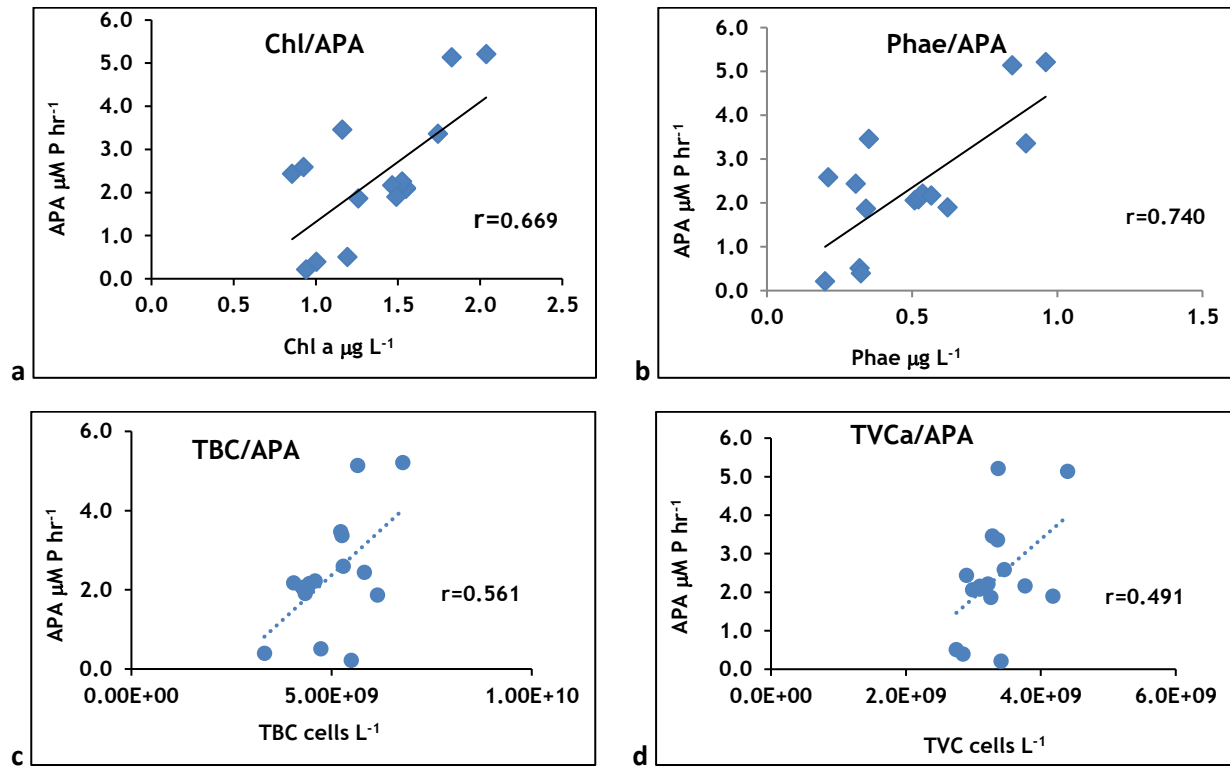 Chl/APA
APA µM P hr⁻¹
6.0
5.0
4.0
3.0
2.0
1.0
0.0
r=0.669
0.0 0.5 1.0 1.5 2.0 2.5
Chl a µg L⁻¹
a
Phae/APA
APA µM P hr⁻¹
6.0
5.0
4.0
3.0
2.0
1.0
0.0
r=0.740
0.0 0.5 1.0 1.5
Phae µg L⁻¹
b
TBC/APA
APA µM P hr⁻¹
6.0
4.0
2.0
0.0
r=0.561
0.00E+00 5.00E+09 1.00E+10
TBC cells L⁻¹
c
TVCa/APA
APA µM P hr⁻¹
6.0
5.0
4.0
3.0
2.0
1.0
0.0
r=0.491
0.0E+00 2.0E+09 4.0E+09 6.0E+09
TVC cells L⁻¹
d